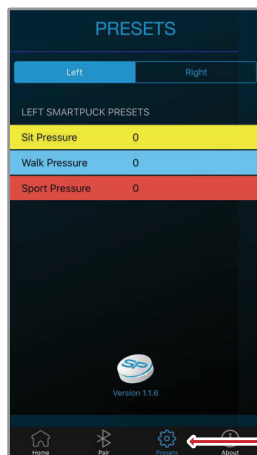 PRESETS
Left Right
LEFT SMARTPUCK PRESETS
Sit Pressure 0
Walk Pressure 0
Sport Pressure 0
SP
Version 1.1.6
Home Pair Presets About